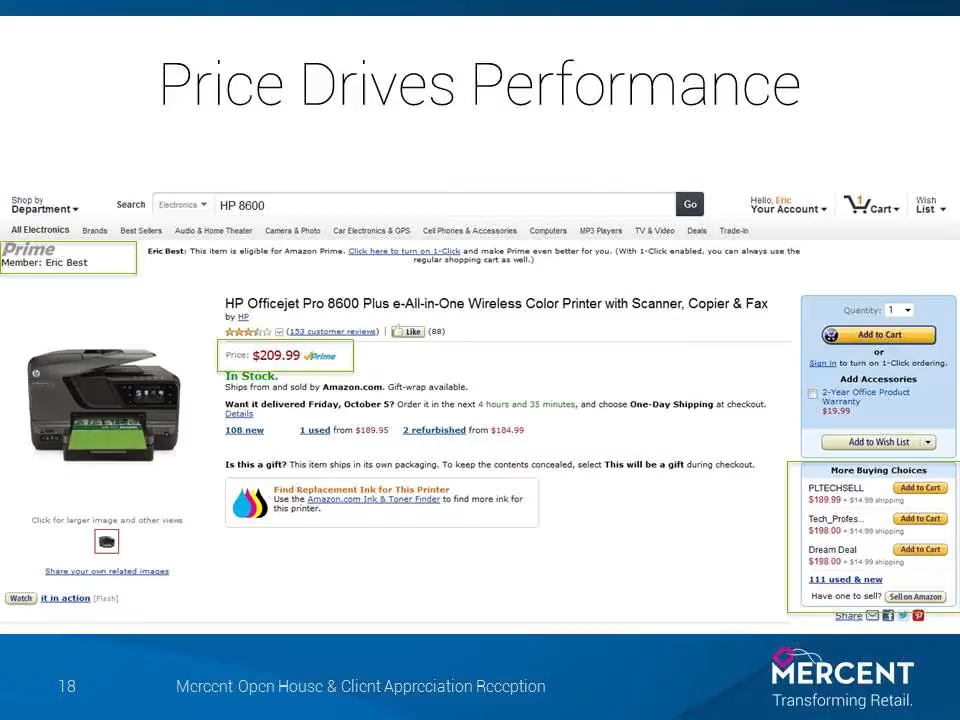 Price Drives Performance
Shop by
Department
Search
Electronics
HP 8600
Go
Hello, Eric
Your Account
1
Cart
Wish
List
All Electronics Brands Best Sellers Audio & Home Theater Camera & Photo Car Electronics & GPS Cell Phones & Accessories Computers MP3 Players TV & Video Deals Trade-In
Prime
Member: Eric Best
Eric Best: This item is eligible for Amazon Prime. Click here to turn on 1-Click and make Prime even better for you. (With 1-Click enabled, you can always use the
regular shopping cart as well.)
HP Officejet Pro 8600 Plus e-All-in-One Wireless Color Printer with Scanner, Copier & Fax
by HP
(153 customer reviews) | Like (88)
Price: $209.99 Prime
In Stock.
Ships from and sold by Amazon.com. Gift-wrap available.
Want it delivered Friday, October 5? Order it in the next 4 hours and 35 minutes, and choose One-Day Shipping at checkout.
Details
108 new 1 used from $189.95 2 refurbished from $184.99
Is this a gift? This item ships in its own packaging. To keep the contents concealed, select This will be a gift during checkout.
Find Replacement Ink for This Printer
Use the Amazon.com Ink & Toner Finder to find more ink for
this printer.
Click for larger image and other views
Share your own related images
Watch it in action [Flash]
Quantity: 1
Add to Cart
or
Sign in to turn on 1-Click ordering.
Add Accessories
2-Year Office Product
Warranty
$19.99
Add to Wish List
More Buying Choices
PLTECHSELL Add to Cart
$189.99 + $14.99 shipping
Tech_Profes... Add to Cart
$198.00 + $14.99 shipping
Dream Deal Add to Cart
$198.00 + $14.99 shipping
111 used & new
Have one to sell? Sell on Amazon
Share
18
Mercent Open House & Client Appreciation Reception
MERCENT
Transforming Retail.